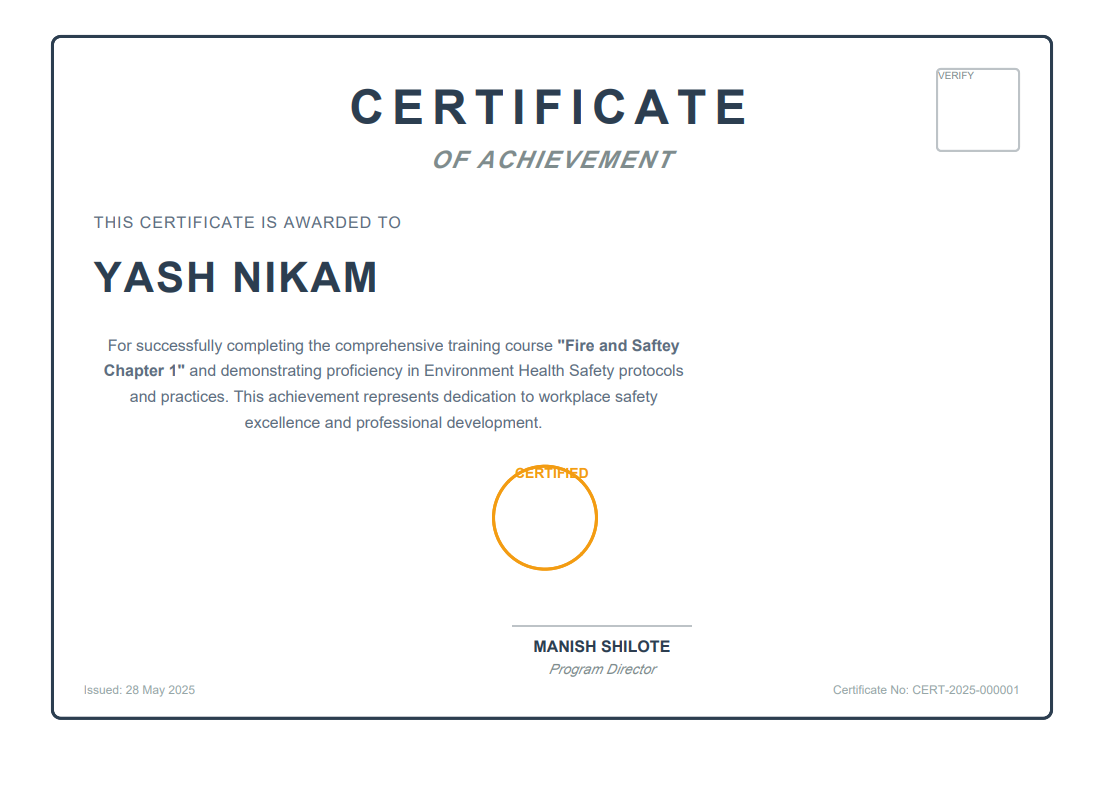 VERIFY
CERTIFICATE
OF ACHIEVEMENT
THIS CERTIFICATE IS AWARDED TO
YASH NIKAM
For successfully completing the comprehensive training course "Fire and Saftey
Chapter 1" and demonstrating proficiency in Environment Health Safety protocols
and practices. This achievement represents dedication to workplace safety
excellence and professional development.
CERTIFIED
MANISH SHILOTE
Program Director
Issued: 28 May 2025
Certificate No: CERT-2025-000001